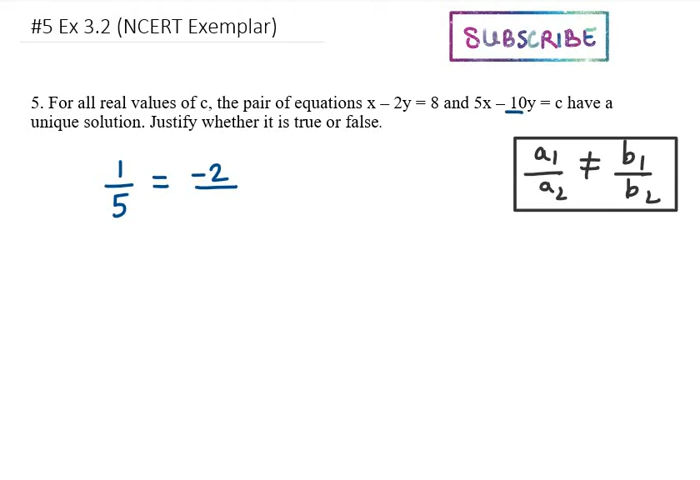 #5 Ex 3.2 (NCERT Exemplar)
SUBSCRIBE
5. For all real values of c, the pair of equations x – 2y = 8 and 5x – 10y = c have a
unique solution. Justify whether it is true or false.
a1/a2 ≠ b1/b2
1/5 = -2/